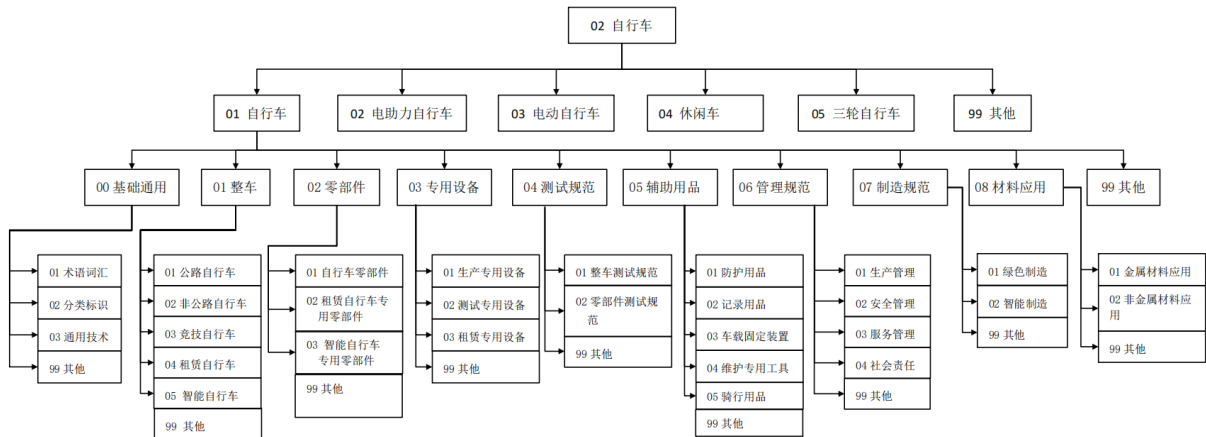 02 自行车
01 自行车
02 电助力自行车
03 电动自行车
04 休闲车
05 三轮自行车
99 其他
00 基础通用
01 整车
02 零部件
03 专用设备
04 测试规范
05 辅助用品
06 管理规范
07 制造规范
08 材料应用
99 其他
01 术语词汇
02 分类标识
03 通用技术
99 其他
01 公路自行车
02 非公路自行车
03 竞技自行车
04 租赁自行车
05 智能自行车
99 其他
01 自行车零部件
02 租赁自行车专
用零部件
03 智能自行车
专用零部件
99 其他
01 生产专用设备
02 测试专用设备
03 租赁专用设备
99 其他
01 整车测试规范
02 零部件测试规
范
99 其他
01 防护用品
02 记录用品
03 车载固定装置
04 维护专用工具
05 骑行用品
99 其他
01 生产管理
02 安全管理
03 服务管理
04 社会责任
99 其他
01 绿色制造
02 智能制造
99 其他
01 金属材料应用
02 非金属材料应
用
99 其他